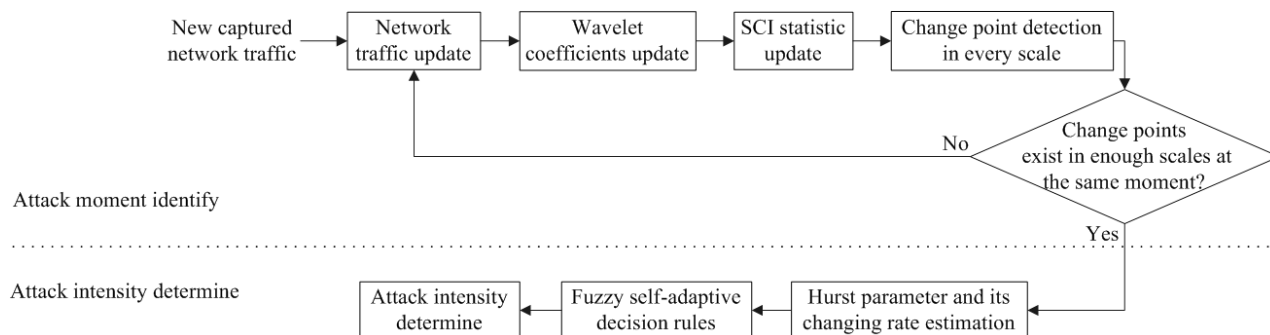 New captured
network traffic
Network
traffic update
Wavelet
coefficients update
SCI statistic
update
Change point detection
in every scale
Change points
exist in enough scales at
the same moment?
No
Yes
Attack moment identify
Attack intensity determine
Attack intensity
determine
Fuzzy self-adaptive
decision rules
Hurst parameter and its
changing rate estimation